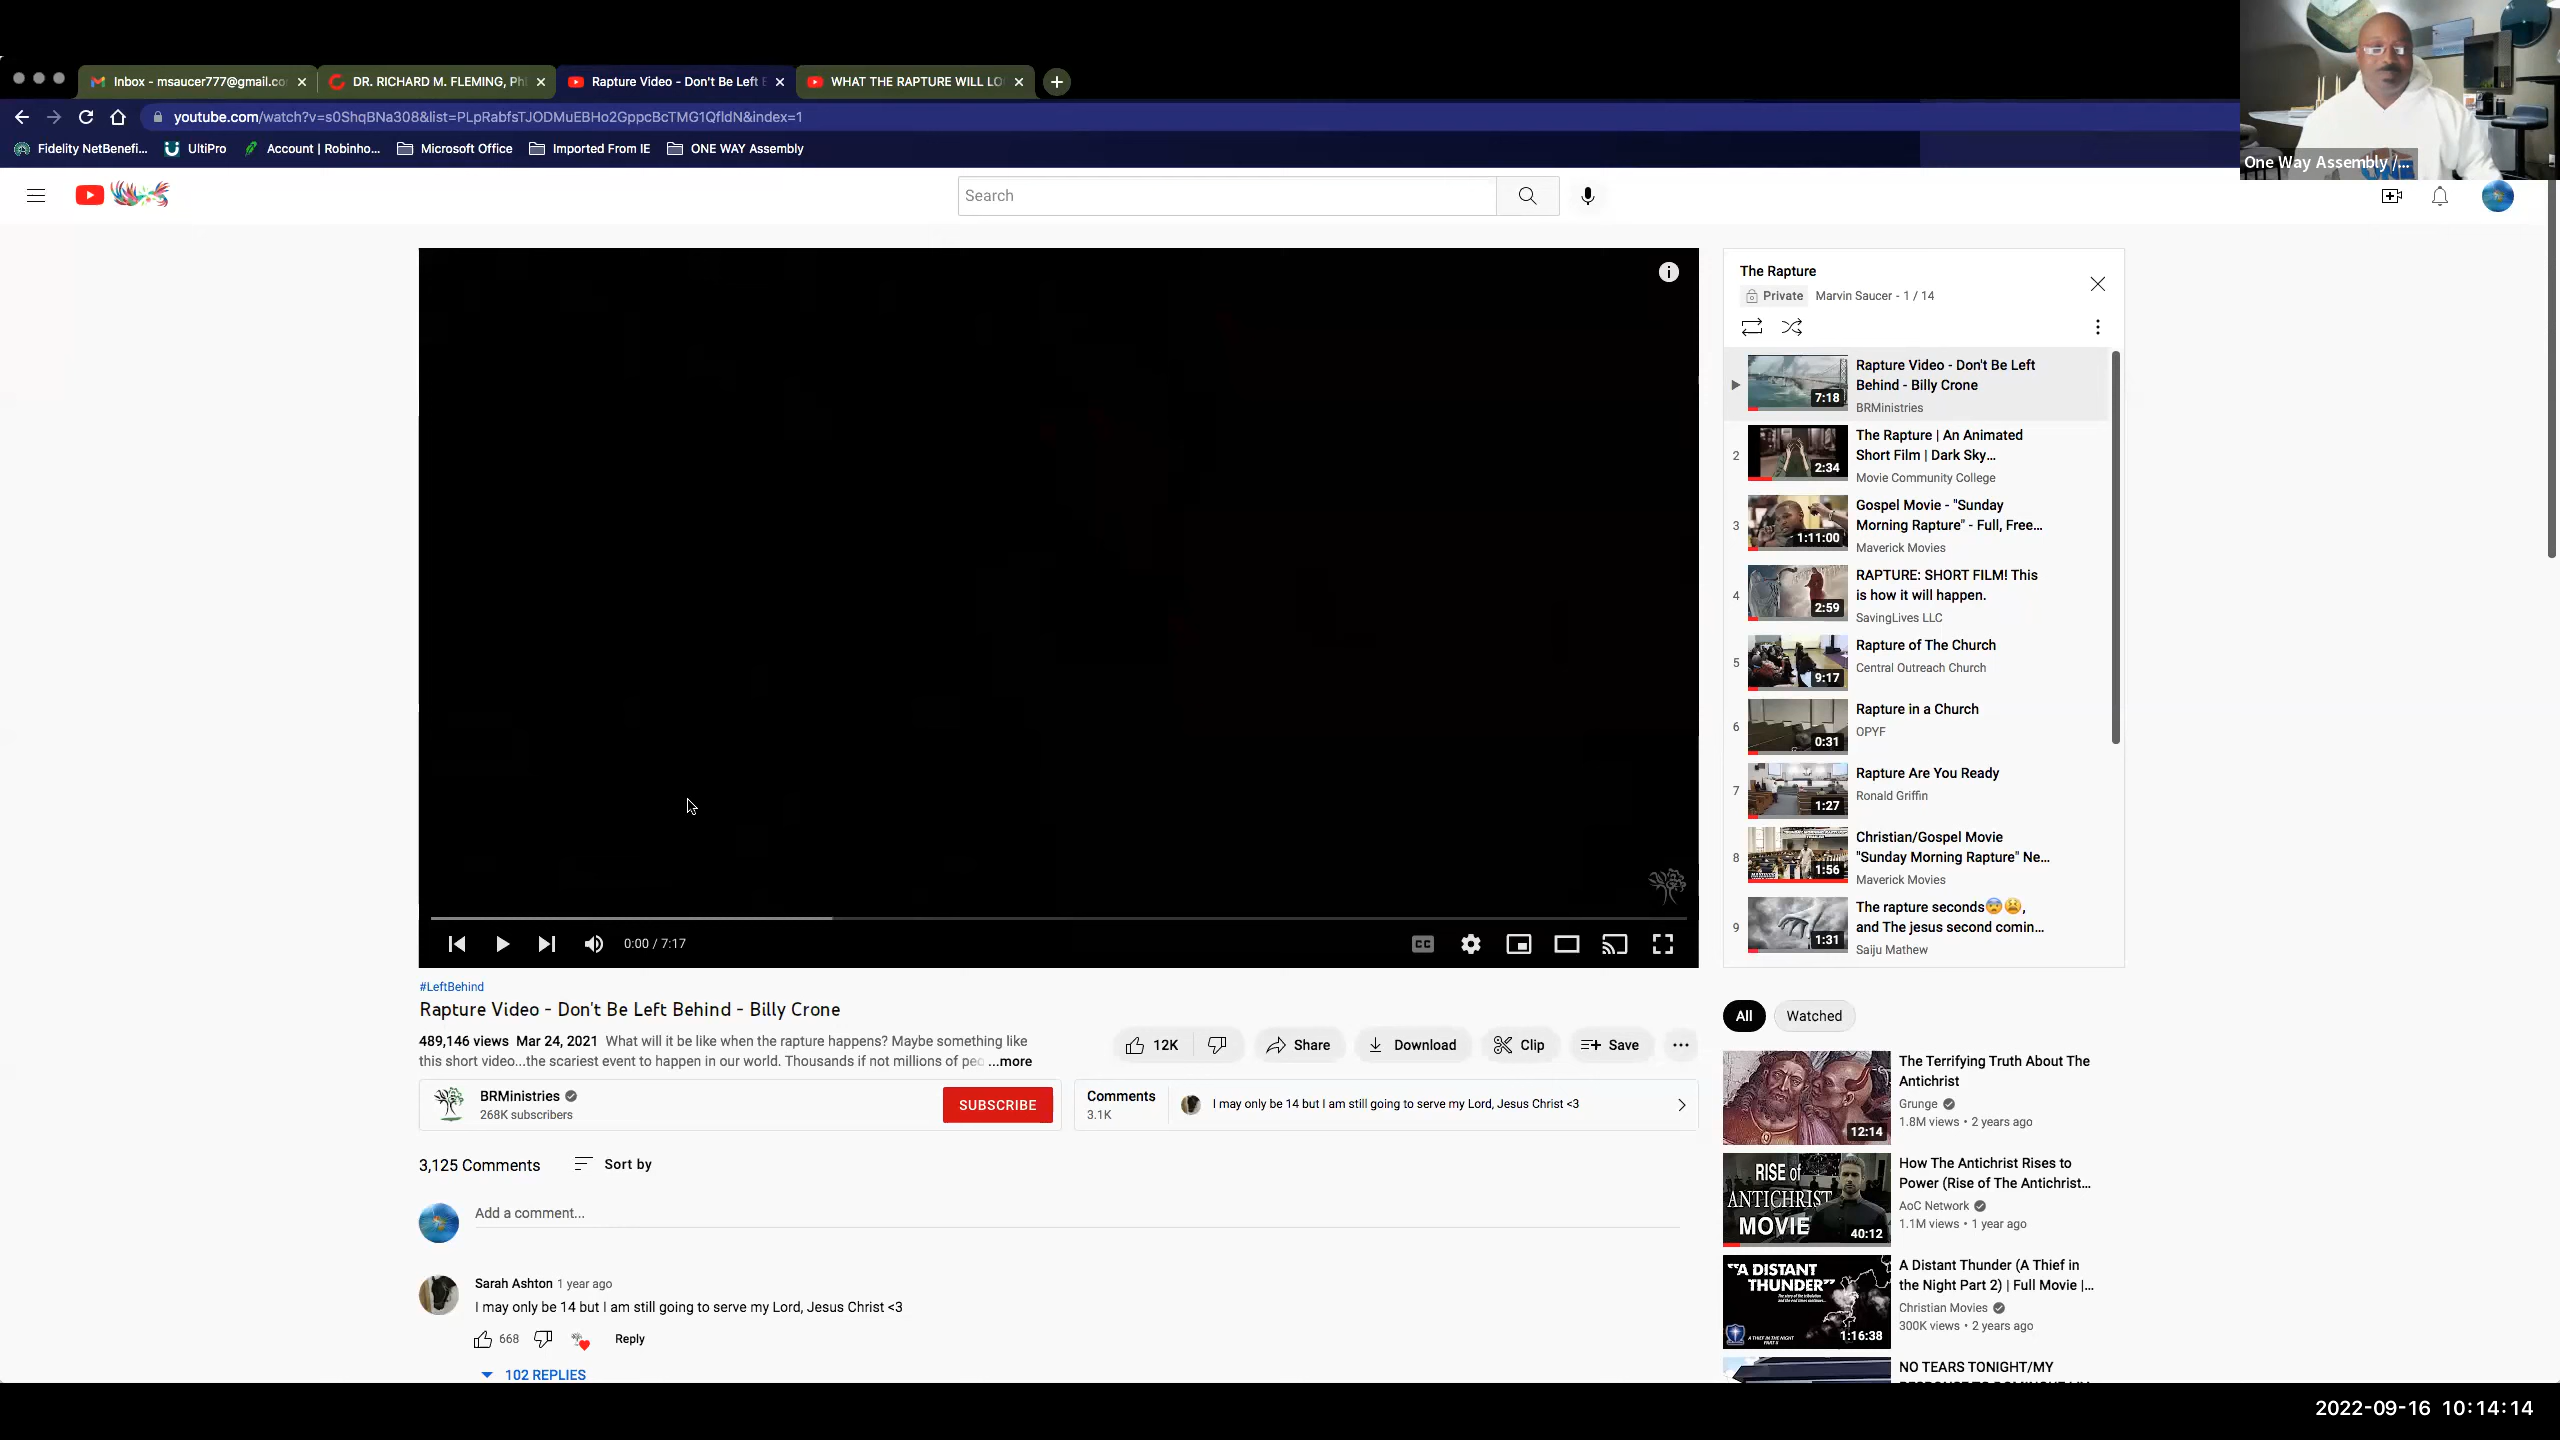 Inbox - msaucer777@gmail.co
DR. RICHARD M. FLEMING, Ph
Rapture Video - Don't Be Left
WHAT THE RAPTURE WILL LO
youtube.com/watch?v=s0ShqBNa308&list=PLpRabfsTJODMuEBHo2GppcBcTMG1QfldN&index=1
Fidelity NetBenefi...
UltiPro
Account | Robinho...
Microsoft Office
Imported From IE
ONE WAY Assembly
One Way Assembly /...
Search
The Rapture
Private
Marvin Saucer - 1 / 14
Rapture Video - Don't Be Left
Behind - Billy Crone
BRMinistries
7:18
2
The Rapture | An Animated
Short Film | Dark Sky...
Movie Community College
2:34
3
Gospel Movie - "Sunday
Morning Rapture" - Full, Free...
Maverick Movies
1:11:00
4
RAPTURE: SHORT FILM! This
is how it will happen.
SavingLives LLC
2:59
5
Rapture of The Church
Central Outreach Church
9:17
6
Rapture in a Church
OPYF
0:31
7
Rapture Are You Ready
Ronald Griffin
1:27
8
Christian/Gospel Movie
"Sunday Morning Rapture" Ne...
Maverick Movies
1:56
9
The rapture seconds😨😫,
and The jesus second comin...
Saiju Mathew
1:31
0:00 / 7:17
CC
#LeftBehind
Rapture Video - Don't Be Left Behind - Billy Crone
489,146 views Mar 24, 2021 What will it be like when the rapture happens? Maybe something like
this short video...the scariest event to happen in our world. Thousands if not millions of peo ...more
12K
Share
Download
Clip
Save
BRMinistries
268K subscribers
SUBSCRIBE
Comments
3.1K
I may only be 14 but I am still going to serve my Lord, Jesus Christ <3
3,125 Comments
Sort by
Add a comment...
Sarah Ashton 1 year ago
I may only be 14 but I am still going to serve my Lord, Jesus Christ <3
668
Reply
102 REPLIES
All
Watched
The Terrifying Truth About The
Antichrist
Grunge
1.8M views • 2 years ago
12:14
RISE of
ANTICHRIST
MOVIE
40:12
How The Antichrist Rises to
Power (Rise of The Antichrist...
AoC Network
1.1M views • 1 year ago
"A DISTANT
THUNDER"
1:16:38
A Distant Thunder (A Thief in
the Night Part 2) | Full Movie |...
Christian Movies
300K views • 2 years ago
NO TEARS TONIGHT/MY
2022-09-16 10:14:14